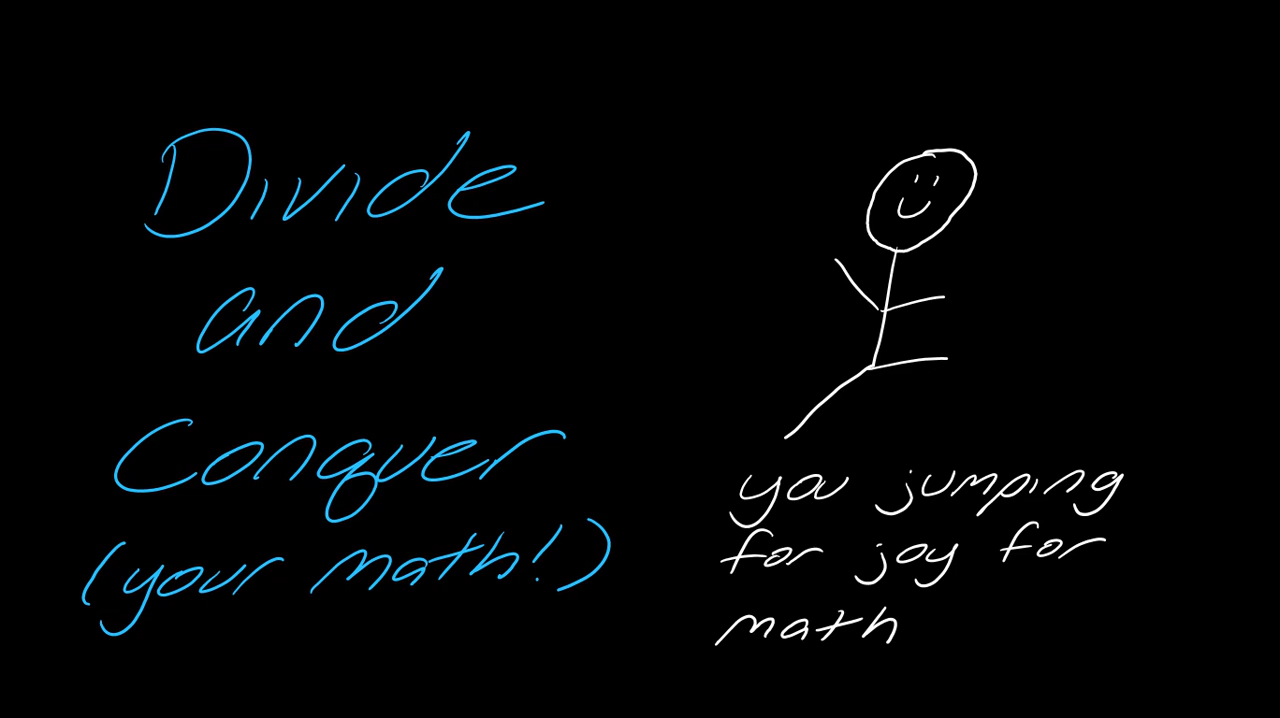 Divide
and
Conquer
(your math!)
you jumping
for joy for
math